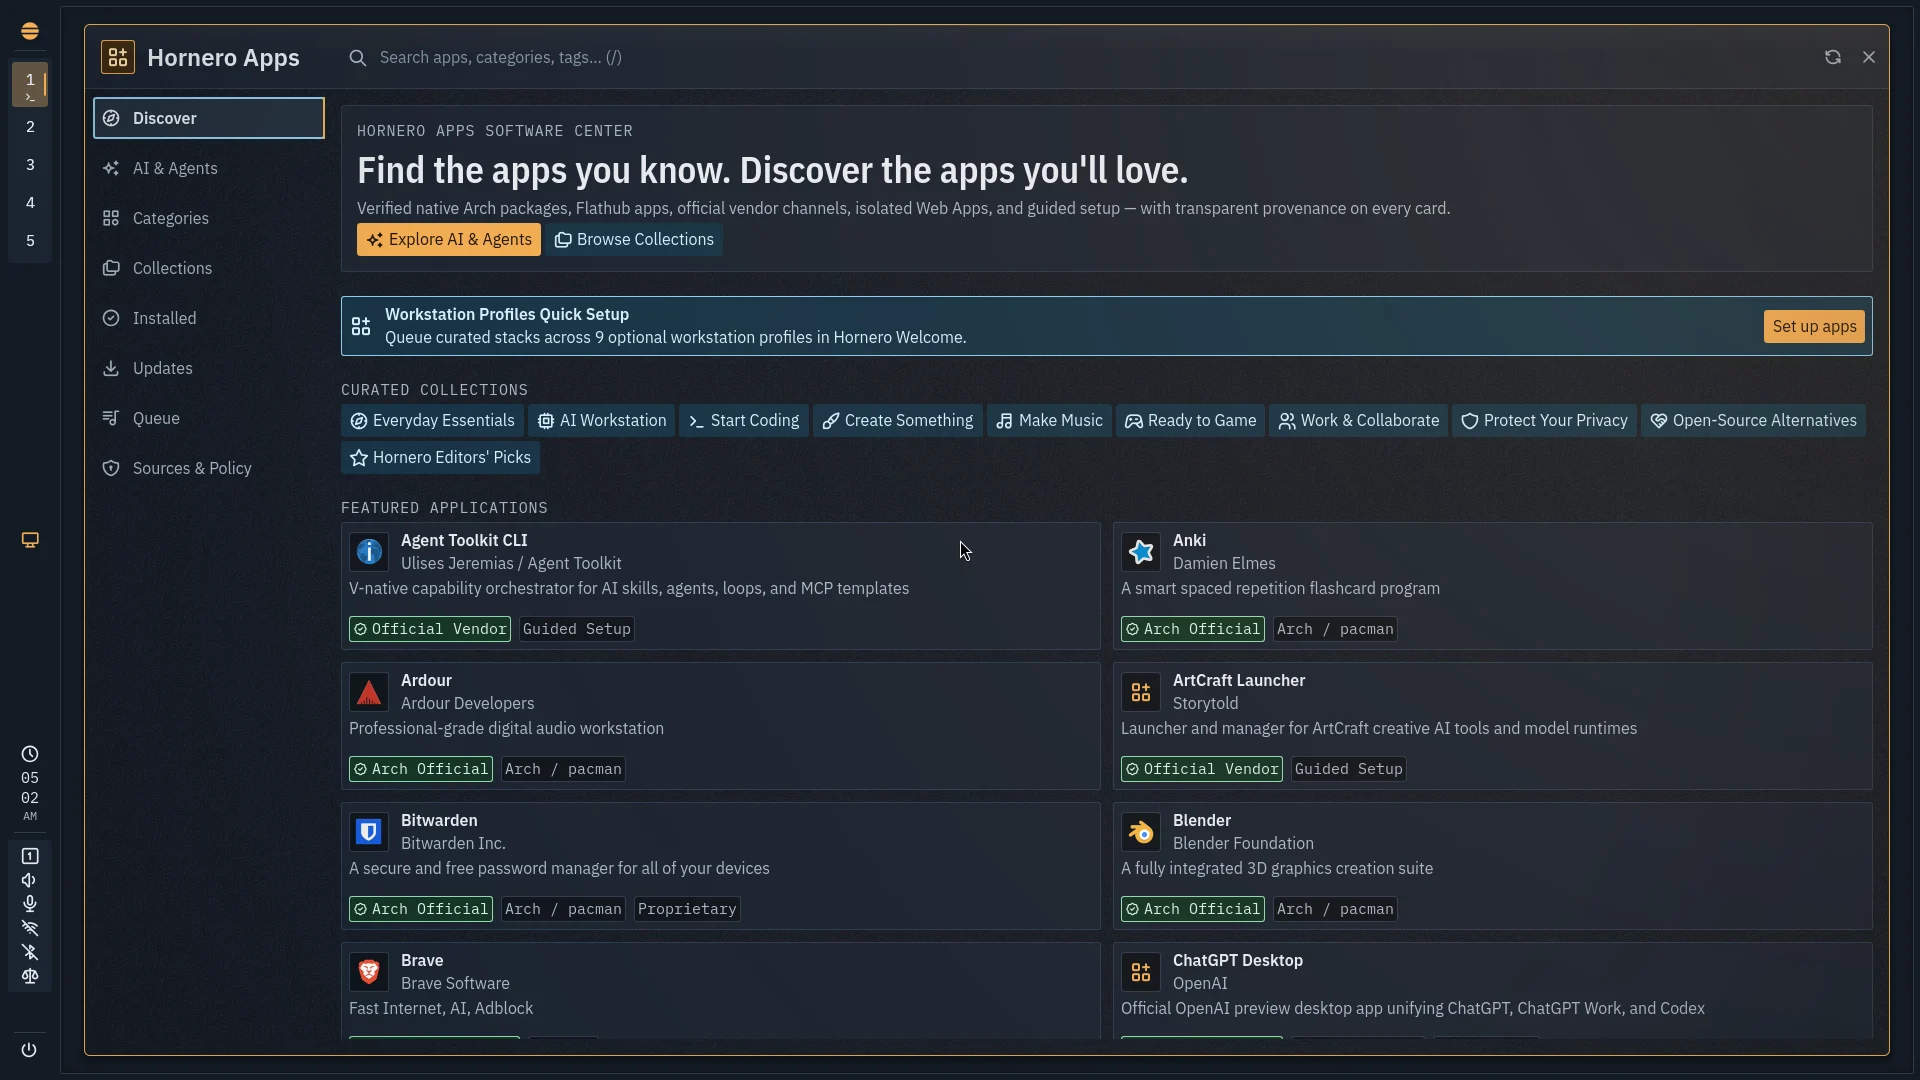 Hornero Apps
Search apps, categories, tags... (/)
1
2
3
4
5
05
02
AM
1
Discover
AI & Agents
Categories
Collections
Installed
Updates
Queue
Sources & Policy
HORNERO APPS SOFTWARE CENTER
Find the apps you know. Discover the apps you'll love.
Verified native Arch packages, Flathub apps, official vendor channels, isolated Web Apps, and guided setup — with transparent provenance on every card.
Explore AI & Agents
Browse Collections
Workstation Profiles Quick Setup
Queue curated stacks across 9 optional workstation profiles in Hornero Welcome.
Set up apps
CURATED COLLECTIONS
Everyday Essentials
AI Workstation
Start Coding
Create Something
Make Music
Ready to Game
Work & Collaborate
Protect Your Privacy
Open-Source Alternatives
Hornero Editors' Picks
FEATURED APPLICATIONS
Agent Toolkit CLI
Ulises Jeremias / Agent Toolkit
V-native capability orchestrator for AI skills, agents, loops, and MCP templates
Official Vendor
Guided Setup
Anki
Damien Elmes
A smart spaced repetition flashcard program
Arch Official
Arch / pacman
Ardour
Ardour Developers
Professional-grade digital audio workstation
Arch Official
Arch / pacman
ArtCraft Launcher
Storytold
Launcher and manager for ArtCraft creative AI tools and model runtimes
Official Vendor
Guided Setup
Bitwarden
Bitwarden Inc.
A secure and free password manager for all of your devices
Arch Official
Arch / pacman
Proprietary
Blender
Blender Foundation
A fully integrated 3D graphics creation suite
Arch Official
Arch / pacman
Brave
Brave Software
Fast Internet, AI, Adblock
ChatGPT Desktop
OpenAI
Official OpenAI preview desktop app unifying ChatGPT, ChatGPT Work, and Codex